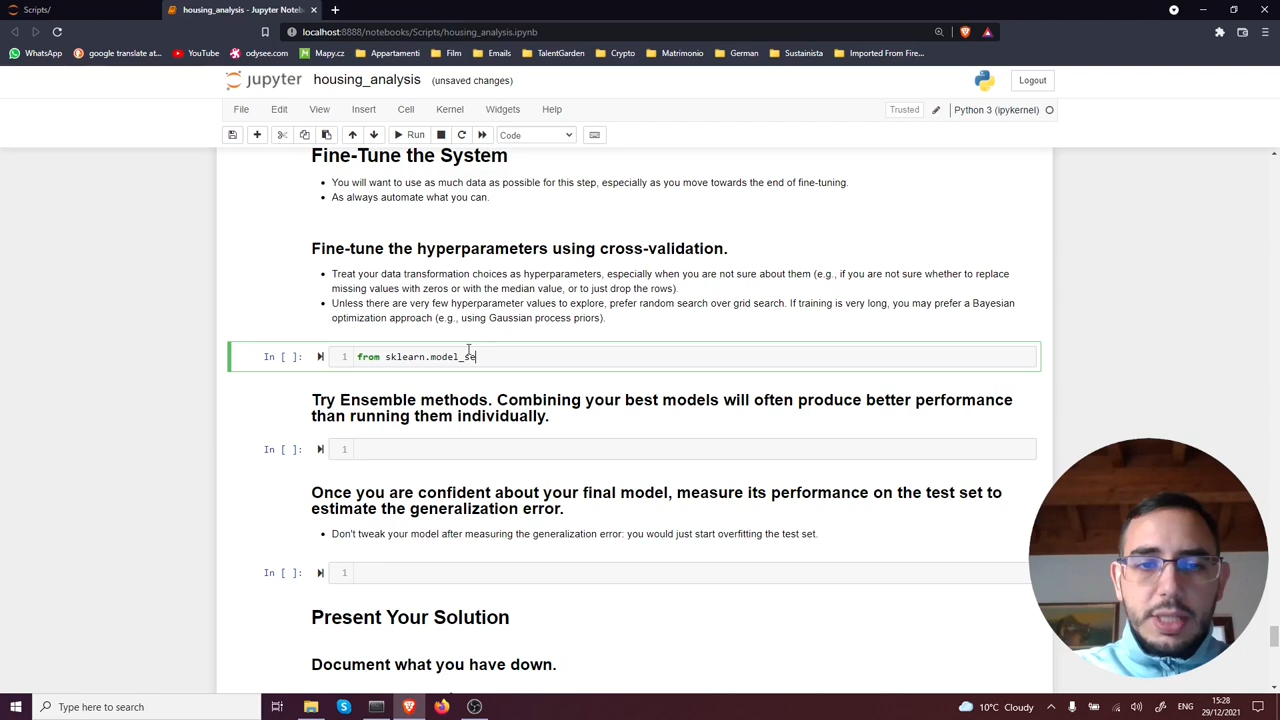 Scripts/
housing_analysis - Jupyter Noteb
localhost:8888/notebooks/Scripts/housing_analysis.ipynb
WhatsApp
google translate at...
YouTube
odysee.com
Mapy.cz
Appartamenti
Film
Emails
TalentGarden
Crypto
Matrimonio
German
Sustainista
Imported From Fire...
jupyter
housing_analysis
(unsaved changes)
Logout
File
Edit
View
Insert
Cell
Kernel
Widgets
Help
Trusted
Python 3 (ipykernel)
Run
Code
Fine-Tune the System
You will want to use as much data as possible for this step, especially as you move towards the end of fine-tuning.
As always automate what you can.
Fine-tune the hyperparameters using cross-validation.
Treat your data transformation choices as hyperparameters, especially when you are not sure about them (e.g., if you are not sure whether to replace
missing values with zeros or with the median value, or to just drop the rows).
Unless there are very few hyperparameter values to explore, prefer random search over grid search. If training is very long, you may prefer a Bayesian
optimization approach (e.g., using Gaussian process priors).
In [ ]:
1 from sklearn.model_se
Try Ensemble methods. Combining your best models will often produce better performance
than running them individually.
In [ ]:
1
Once you are confident about your final model, measure its performance on the test set to
estimate the generalization error.
Don't tweak your model after measuring the generalization error: you would just start overfitting the test set.
In [ ]:
1
Present Your Solution
Document what you have down.
Type here to search
10°C Cloudy
15:28
29/12/2021